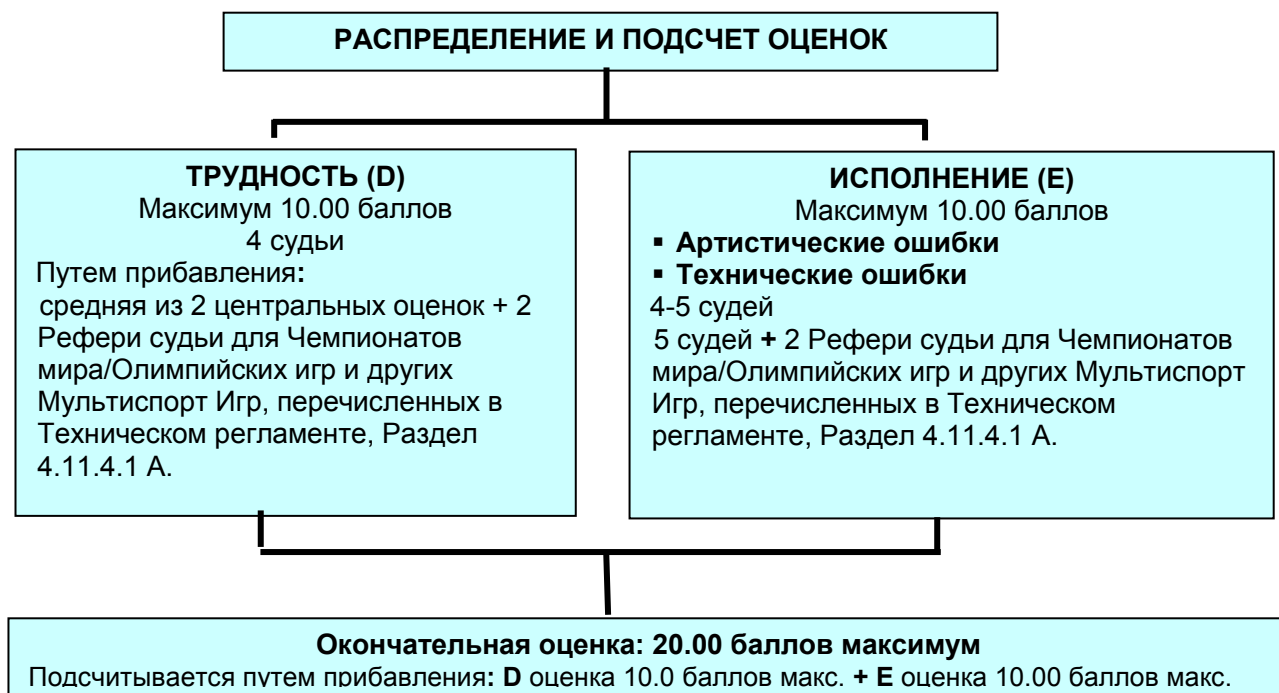 РАСПРЕДЕЛЕНИЕ И ПОДСЧЕТ ОЦЕНОК
ТРУДНОСТЬ (D)
Максимум 10.00 баллов
4 судьи
Путем прибавления:
средняя из 2 центральных оценок + 2
Рефери судьи для Чемпионатов
мира/Олимпийских игр и других
Мультиспорт Игр, перечисленных в
Техническом регламенте, Раздел
4.11.4.1 А.
ИСПОЛНЕНИЕ (Е)
Максимум 10.00 баллов
▪ Артистические ошибки
▪ Технические ошибки
4-5 судей
5 судей + 2 Рефери судьи для Чемпионатов
мира/Олимпийских игр и других Мультиспорт
Игр, перечисленных в Техническом
регламенте, Раздел 4.11.4.1 А.
Окончательная оценка: 20.00 баллов максимум
Подсчитывается путем прибавления: D оценка 10.0 баллов макс. + Е оценка 10.00 баллов макс.